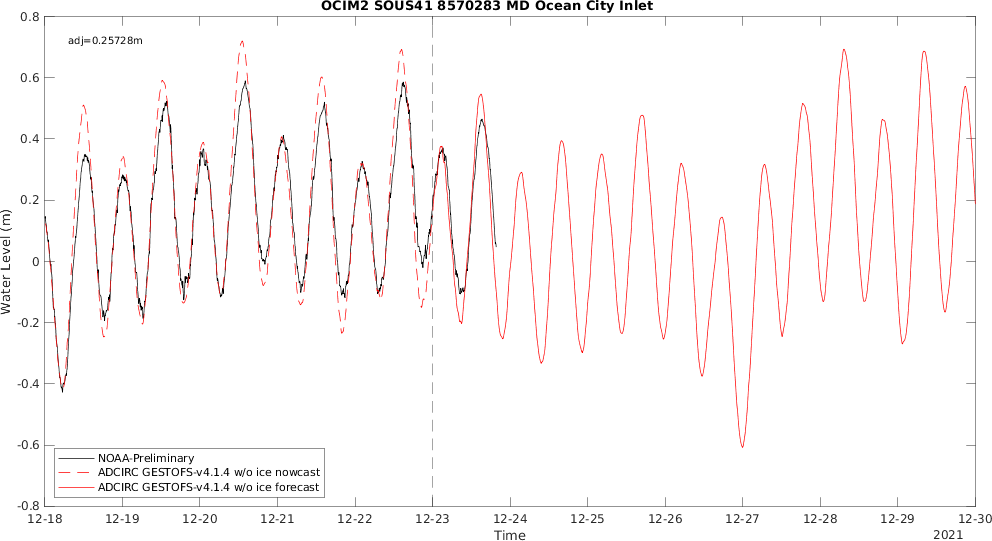 OCIM2 SOUS41 8570283 MD Ocean City Inlet
adj=0.25728m
0.8
0.6
0.4
0.2
0
-0.2
-0.4
-0.6
-0.8
Water Level (m)
NOAA-Preliminary
ADCIRC GESTOFS-v4.1.4 w/o ice nowcast
ADCIRC GESTOFS-v4.1.4 w/o ice forecast
12-18 12-19 12-20 12-21 12-22 12-23 12-24 12-25 12-26 12-27 12-28 12-29 12-30
Time
2021